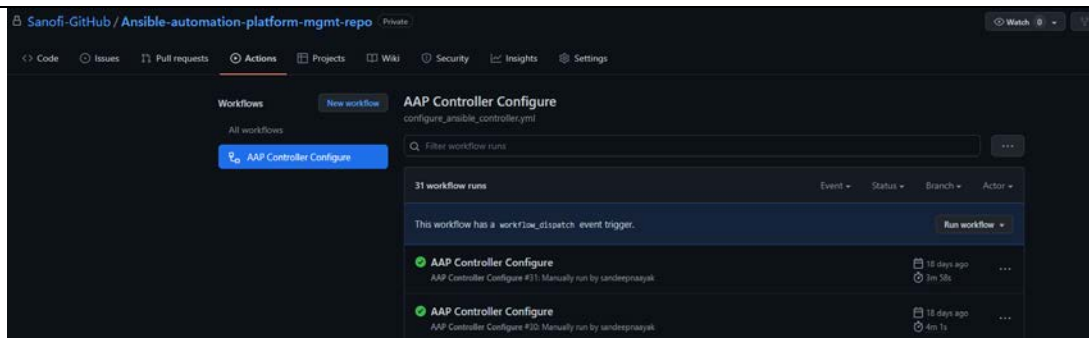 Sanofi-GitHub / Ansible-automation-platform-mgmt-repo Private
Watch 0
Code Issues Pull requests Actions Projects Wiki Security Insights Settings
Workflows New workflow
All workflows
AAP Controller Configure
AAP Controller Configure
configure_ansible_controller.yml
Filter workflow runs
31 workflow runs Event Status Branch Actor
This workflow has a workflow_dispatch event trigger. Run workflow
AAP Controller Configure 18 days ago
AAP Controller Configure #31: Manually run by sandeepnaayak 3m 58s
AAP Controller Configure 18 days ago
AAP Controller Configure #30: Manually run by sandeepnaayak 4m 1s